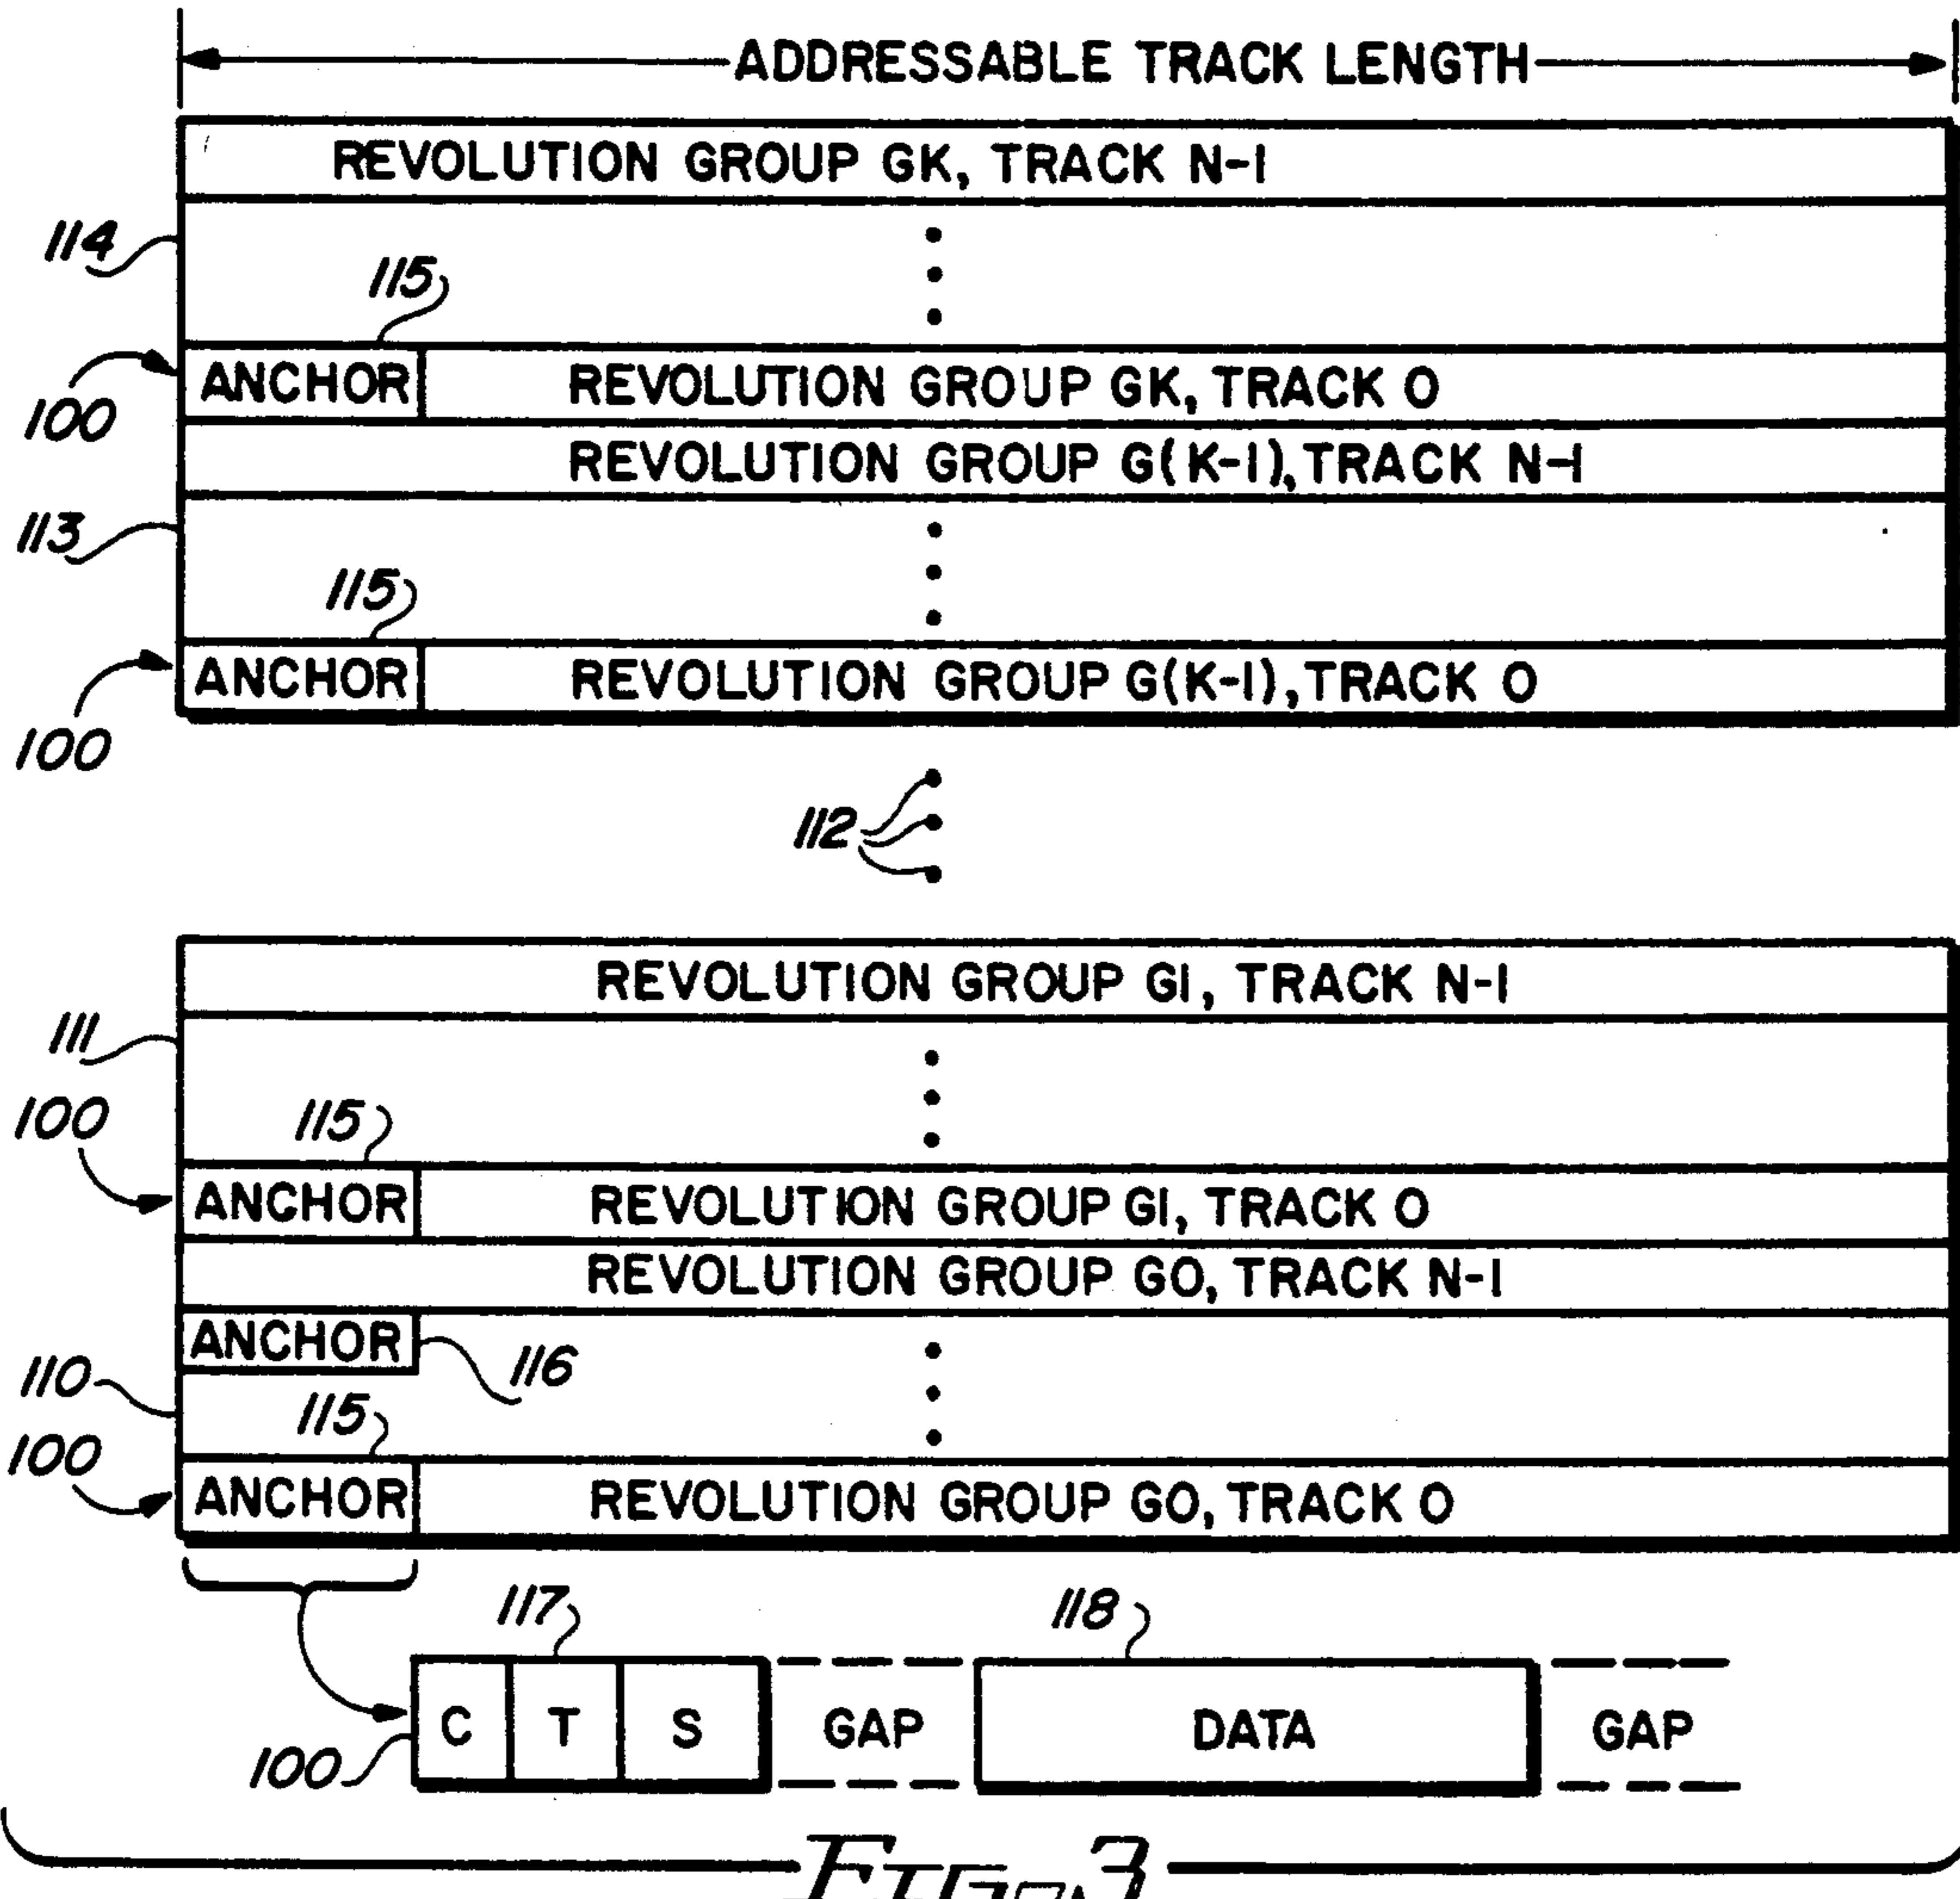 ADDRESSABLE TRACK LENGTH
REVOLUTION GROUP GK, TRACK N-1
114
115
ANCHOR REVOLUTION GROUP GK, TRACK 0
100
REVOLUTION GROUP G(K-1), TRACK N-1
113
115
ANCHOR REVOLUTION GROUP G(K-1), TRACK 0
100
112
REVOLUTION GROUP G1, TRACK N-1
111
100
115
ANCHOR REVOLUTION GROUP G1, TRACK 0
REVOLUTION GROUP G0, TRACK N-1
ANCHOR
116
110
115
100
ANCHOR REVOLUTION GROUP G0, TRACK 0
117
118
C T S GAP DATA GAP
100